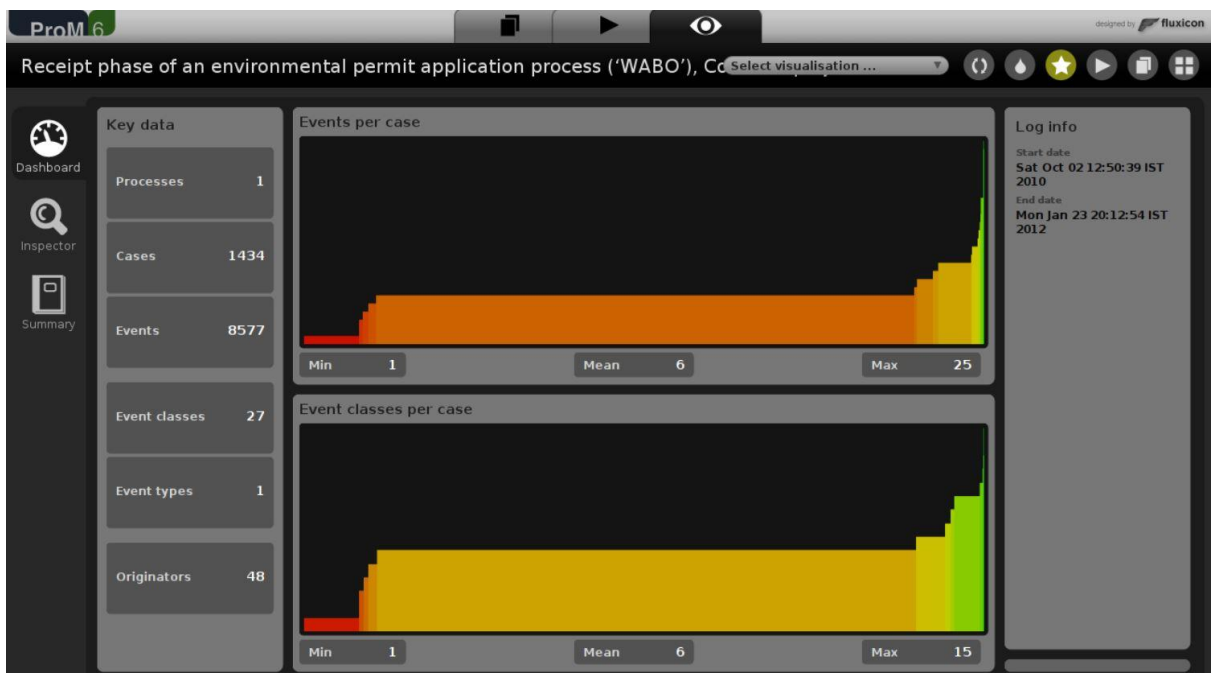 ProM 6
designed by fluxicon
Receipt phase of an environmental permit application process ('WABO'), Co
Select visualisation ...
Dashboard
Inspector
Summary
Key data
Processes 1
Cases 1434
Events 8577
Event classes 27
Event types 1
Originators 48
Events per case
Min 1 Mean 6 Max 25
Event classes per case
Min 1 Mean 6 Max 15
Log info
Start date
Sat Oct 02 12:50:39 IST
2010
End date
Mon Jan 23 20:12:54 IST
2012